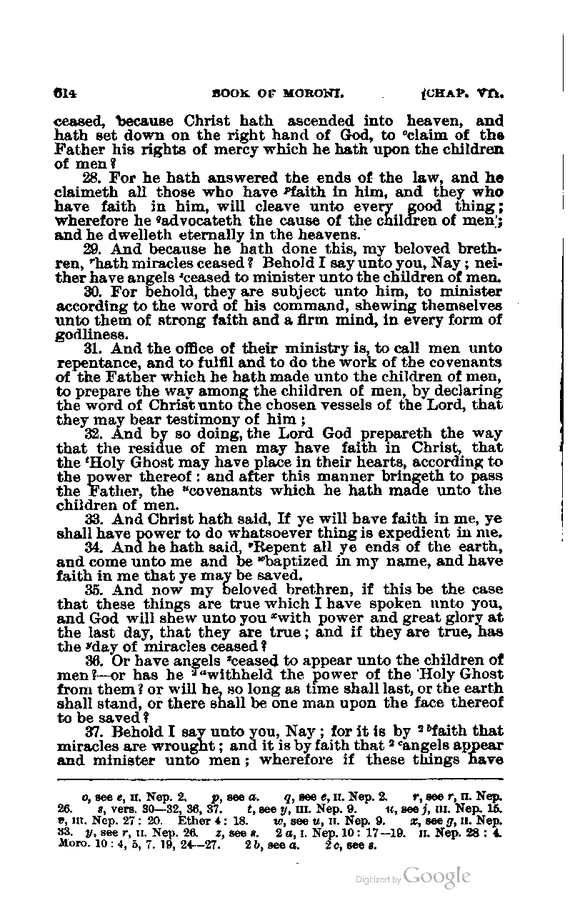 614 BOOK OF MORONI. [CHAP. VII.
ceased, because Christ hath ascended into heaven, and
hath set down on the right hand of God, to °claim of the
Father his rights of mercy which he hath upon the children
of men?
28. For he hath answered the ends of the law, and he
claimeth all those who have ᵖfaith in him, and they who
have faith in him, will cleave unto every good thing;
wherefore he ᑫadvocateth the cause of the children of men;
and he dwelleth eternally in the heavens.
29. And because he hath done this, my beloved breth-
ren, ʳhath miracles ceased? Behold I say unto you, Nay; nei-
ther have angels ˢceased to minister unto the children of men.
30. For behold, they are subject unto him, to minister
according to the word of his command, shewing themselves
unto them of strong faith and a firm mind, in every form of
godliness.
31. And the office of their ministry is, to call men unto
repentance, and to fulfil and to do the work of the covenants
of the Father which he hath made unto the children of men,
to prepare the way among the children of men, by declaring
the word of Christ unto the chosen vessels of the Lord, that
they may bear testimony of him;
32. And by so doing, the Lord God prepareth the way
that the residue of men may have faith in Christ, that
the ᵗHoly Ghost may have place in their hearts, according to
the power thereof: and after this manner bringeth to pass
the Father, the ᵘcovenants which he hath made unto the
children of men.
33. And Christ hath said, If ye will have faith in me, ye
shall have power to do whatsoever thing is expedient in me.
34. And he hath said, ᵛRepent all ye ends of the earth,
and come unto me and be ʷbaptized in my name, and have
faith in me that ye may be saved.
35. And now my beloved brethren, if this be the case
that these things are true which I have spoken unto you,
and God will shew unto you ˣwith power and great glory at
the last day, that they are true; and if they are true, has
the ʸday of miracles ceased?
36. Or have angels ᶻceased to appear unto the children of
men?—or has he ²ᵃwithheld the power of the Holy Ghost
from them? or will he, so long as time shall last, or the earth
shall stand, or there shall be one man upon the face thereof
to be saved?
37. Behold I say unto you, Nay; for it is by ²ᵇfaith that
miracles are wrought; and it is by faith that ²ᶜangels appear
and minister unto men; wherefore if these things have
o, see e, II. Nep. 2. p, see a. q, see e, II. Nep. 2. r, see r, II. Nep.
26. s, vers. 30—32, 36, 37. t, see y, III. Nep. 9. u, see j, III. Nep. 15.
v, III. Nep. 27: 20. Ether 4: 18. w, see u, II. Nep. 9. x, see g, II. Nep.
33. y, see r, II. Nep. 26. z, see s. 2a, I. Nep. 10: 17—19. II. Nep. 28: 4.
Moro. 10: 4, 5, 7. 19, 24—27. 2b, see a. 2c, see s.
Digitized by Google